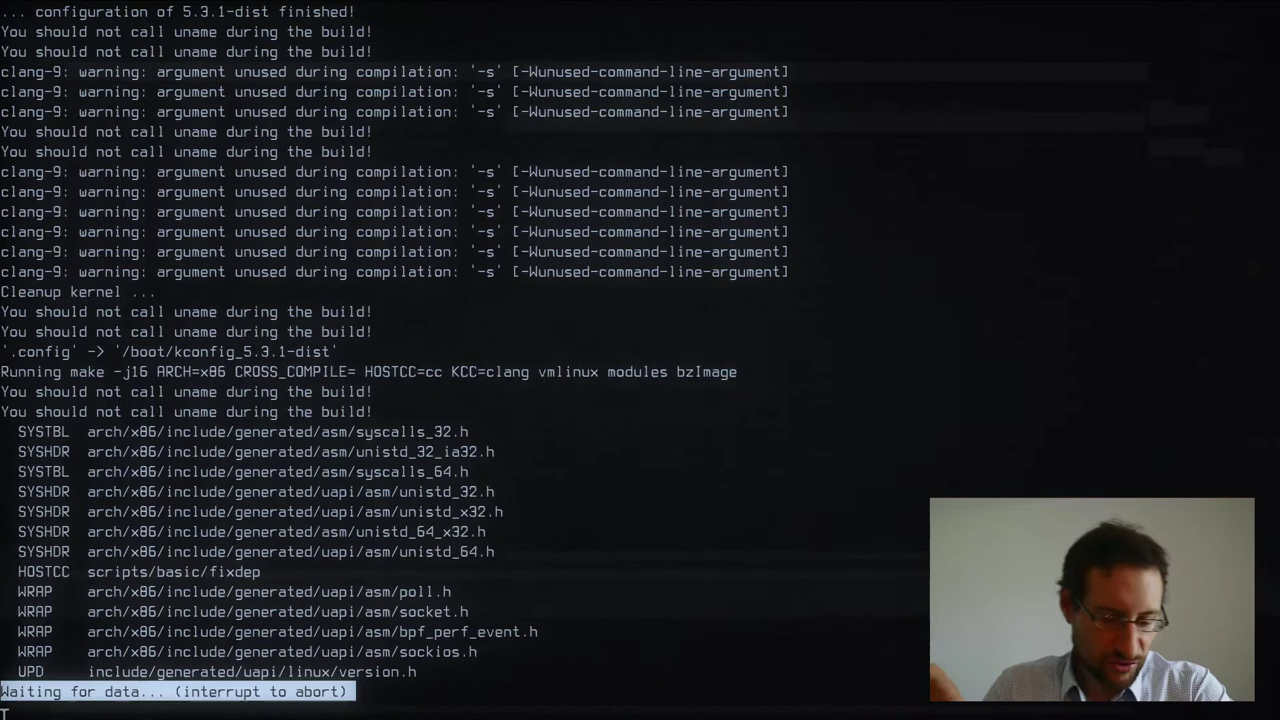 ... configuration of 5.3.1-dist finished!
You should not call uname during the build!
You should not call uname during the build!
clang-9: warning: argument unused during compilation: '-s' [-Wunused-command-line-argument]
clang-9: warning: argument unused during compilation: '-s' [-Wunused-command-line-argument]
clang-9: warning: argument unused during compilation: '-s' [-Wunused-command-line-argument]
You should not call uname during the build!
You should not call uname during the build!
clang-9: warning: argument unused during compilation: '-s' [-Wunused-command-line-argument]
clang-9: warning: argument unused during compilation: '-s' [-Wunused-command-line-argument]
clang-9: warning: argument unused during compilation: '-s' [-Wunused-command-line-argument]
clang-9: warning: argument unused during compilation: '-s' [-Wunused-command-line-argument]
clang-9: warning: argument unused during compilation: '-s' [-Wunused-command-line-argument]
clang-9: warning: argument unused during compilation: '-s' [-Wunused-command-line-argument]
Cleanup kernel ...
You should not call uname during the build!
You should not call uname during the build!
'.config' -> '/boot/kconfig_5.3.1-dist'
Running make -j16 ARCH=x86 CROSS_COMPILE= HOSTCC=cc KCC=clang vmlinux modules bzImage
You should not call uname during the build!
You should not call uname during the build!
SYSTBL arch/x86/include/generated/asm/syscalls_32.h
SYSHDR arch/x86/include/generated/asm/unistd_32_ia32.h
SYSTBL arch/x86/include/generated/asm/syscalls_64.h
SYSHDR arch/x86/include/generated/uapi/asm/unistd_32.h
SYSHDR arch/x86/include/generated/uapi/asm/unistd_x32.h
SYSHDR arch/x86/include/generated/asm/unistd_64_x32.h
SYSHDR arch/x86/include/generated/uapi/asm/unistd_64.h
HOSTCC scripts/basic/fixdep
WRAP arch/x86/include/generated/uapi/asm/poll.h
WRAP arch/x86/include/generated/uapi/asm/socket.h
WRAP arch/x86/include/generated/uapi/asm/bpf_perf_event.h
WRAP arch/x86/include/generated/uapi/asm/sockios.h
UPD include/generated/uapi/linux/version.h
Waiting for data... (interrupt to abort)